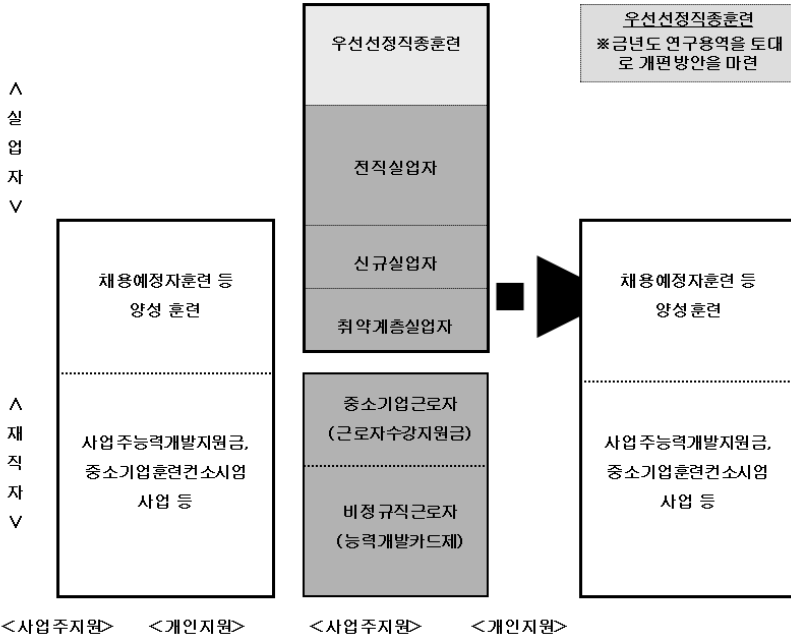 우선선정직종훈련
우선선정직종훈련
※금년도 연구용역을 토대
로 개편방안을 마련
<실업자>
전직실업자
신규실업자
취약계층실업자
채용예정자훈련 등
양성 훈련
채용예정자훈련 등
양성훈련
<재직자>
사업주능력개발지원금,
중소기업훈련컨소시엄
사업 등
중소기업근로자
(근로자수강지원금)
비정규직근로자
(능력개발카드제)
사업주능력개발지원금,
중소기업훈련컨소시엄
사업 등
<사업주지원> <개인지원> <사업주지원> <개인지원>